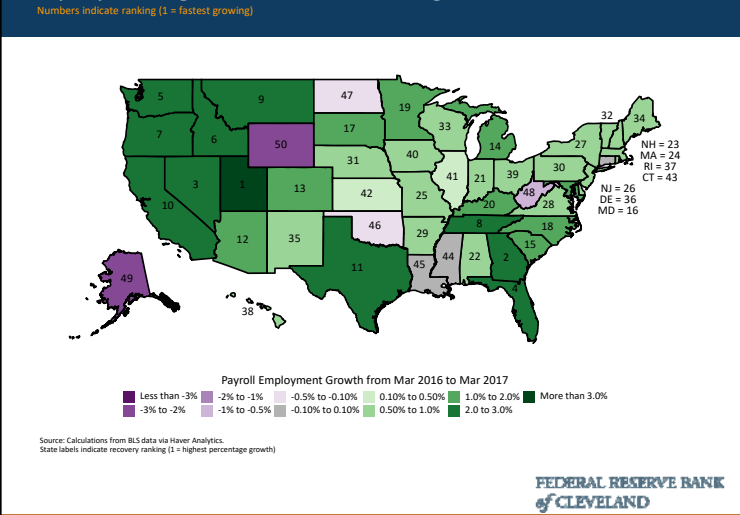 Numbers indicate ranking (1 = fastest growing)
5
9
47
19
33
32
34
7
6
50
17
14
27
NH = 23
MA = 24
RI = 37
CT = 43
3
1
31
40
41
21
39
30
10
13
42
25
48
28
NJ = 26
DE = 36
MD = 16
20
18
12
35
46
29
8
15
11
45
44
22
2
4
49
38
Payroll Employment Growth from Mar 2016 to Mar 2017
Less than -3% -2% to -1% -0.5% to -0.10% 0.10% to 0.50% 1.0% to 2.0% More than 3.0%
-3% to -2% -1% to -0.5% -0.10% to 0.10% 0.50% to 1.0% 2.0 to 3.0%
Source: Calculations from BLS data via Haver Analytics.
State labels indicate recovery ranking (1 = highest percentage growth)
FEDERAL RESERVE BANK
of CLEVELAND